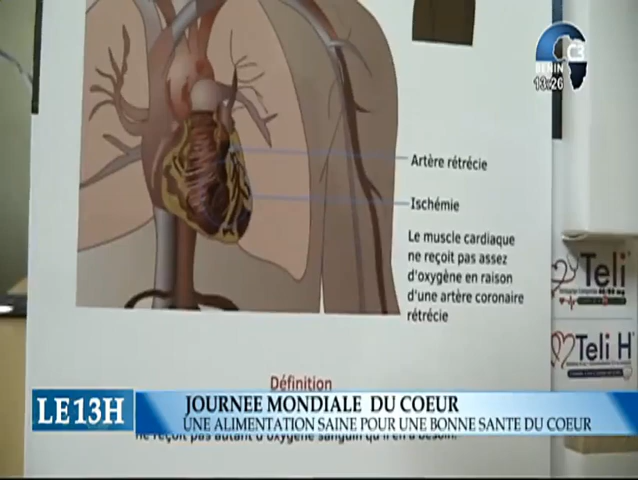 C3
BENIN
13:26
Artère rétrécie
Ischémie
Le muscle cardiaque
ne reçoit pas assez
d'oxygène en raison
d'une artère coronaire
rétrécie
Teli
Teli H
Définition
LE13H
JOURNEE MONDIALE DU COEUR
UNE ALIMENTATION SAINE POUR UNE BONNE SANTE DU COEUR
ne reçoit pas autant d'oxygène sanguin qu'il en a besoin.